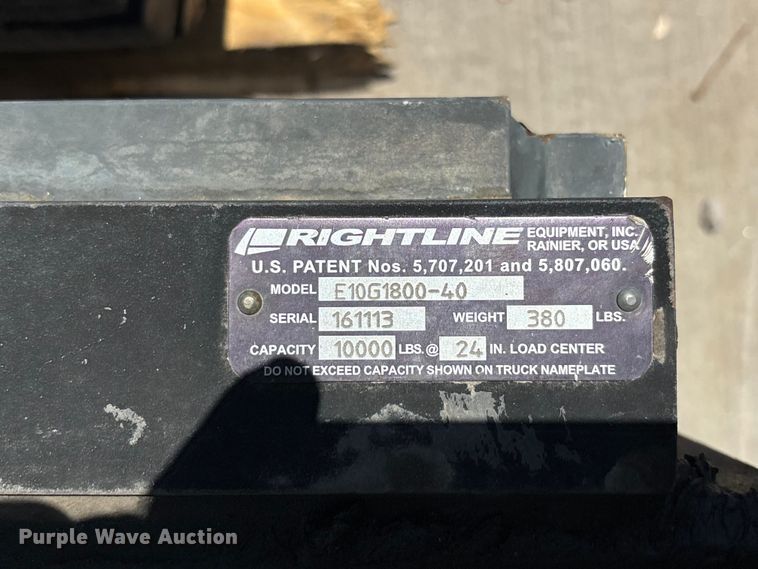 RIGHTLINE EQUIPMENT, INC.
RAINIER, OR USA
U.S. PATENT Nos. 5,707,201 and 5,807,060.
MODEL E10G1800-40
SERIAL 161113 WEIGHT 380 LBS.
CAPACITY 10000 LBS.@ 24 IN. LOAD CENTER
DO NOT EXCEED CAPACITY SHOWN ON TRUCK NAMEPLATE
Purple Wave Auction